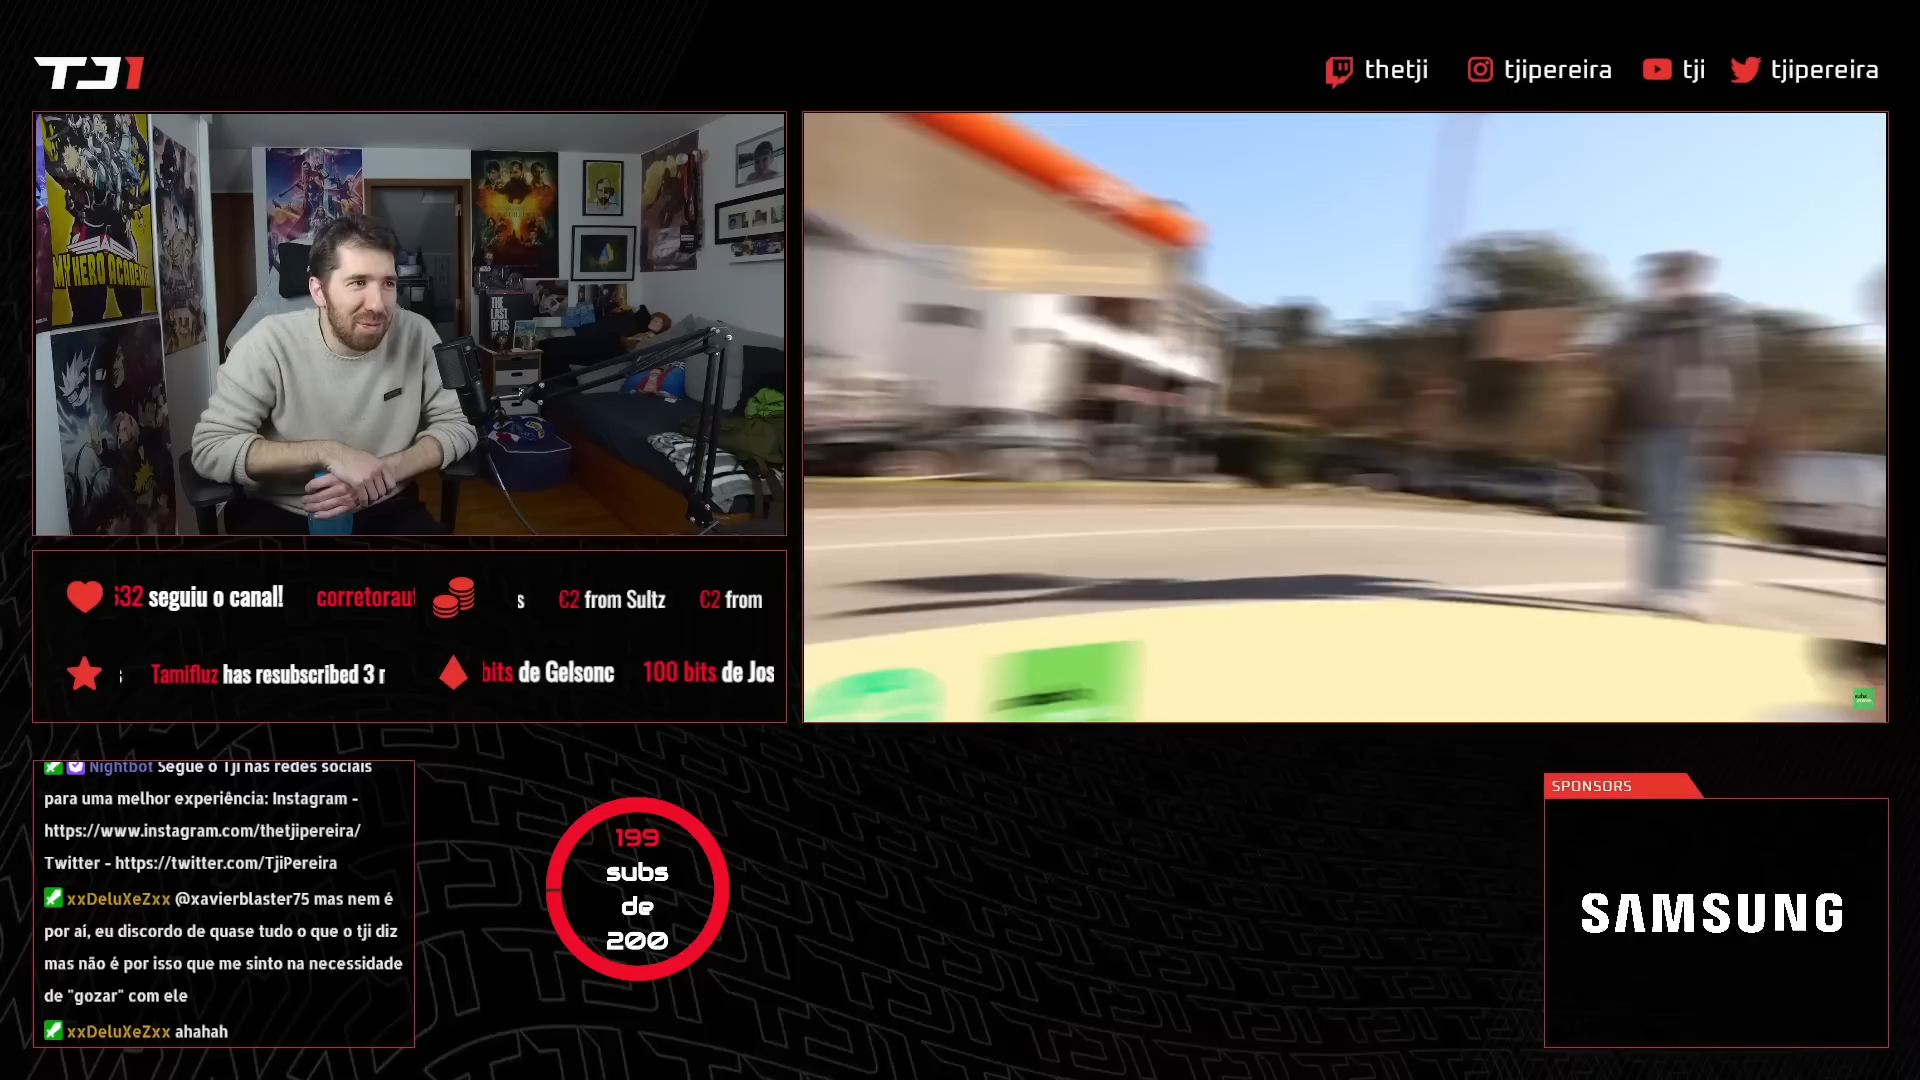 TJ1
thetji tjipereira tji tjipereira
MY HERO ACADEM
THE
LAST
OF US
632 seguiu o canal! corretoraut
s €2 from Sultz €2 from
s Tamifluz has resubscribed 3 r
bits de Gelsonc 100 bits de Jos
Nightbot Segue o Tji nas redes sociais
para uma melhor experiência: Instagram -
https://www.instagram.com/thetjipereira/
Twitter - https://twitter.com/TjiPereira
xxDeluXeZxx @xavierblaster75 mas nem é
por aí, eu discordo de quase tudo o que o tji diz
mas não é por isso que me sinto na necessidade
de "gozar" com ele
xxDeluXeZxx ahahah
199
subs
de
200
SPONSORS
SAMSUNG